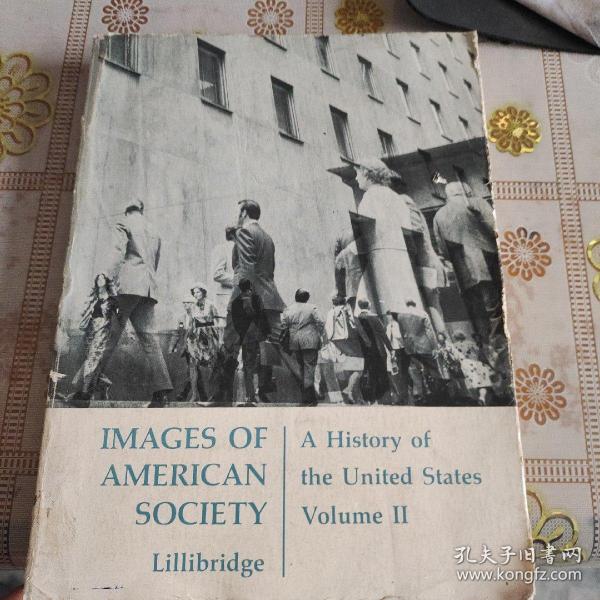 IMAGES OF
AMERICAN
SOCIETY
Lillibridge
A History of
the United States
Volume II
孔夫子旧书网
www.kongfz.com